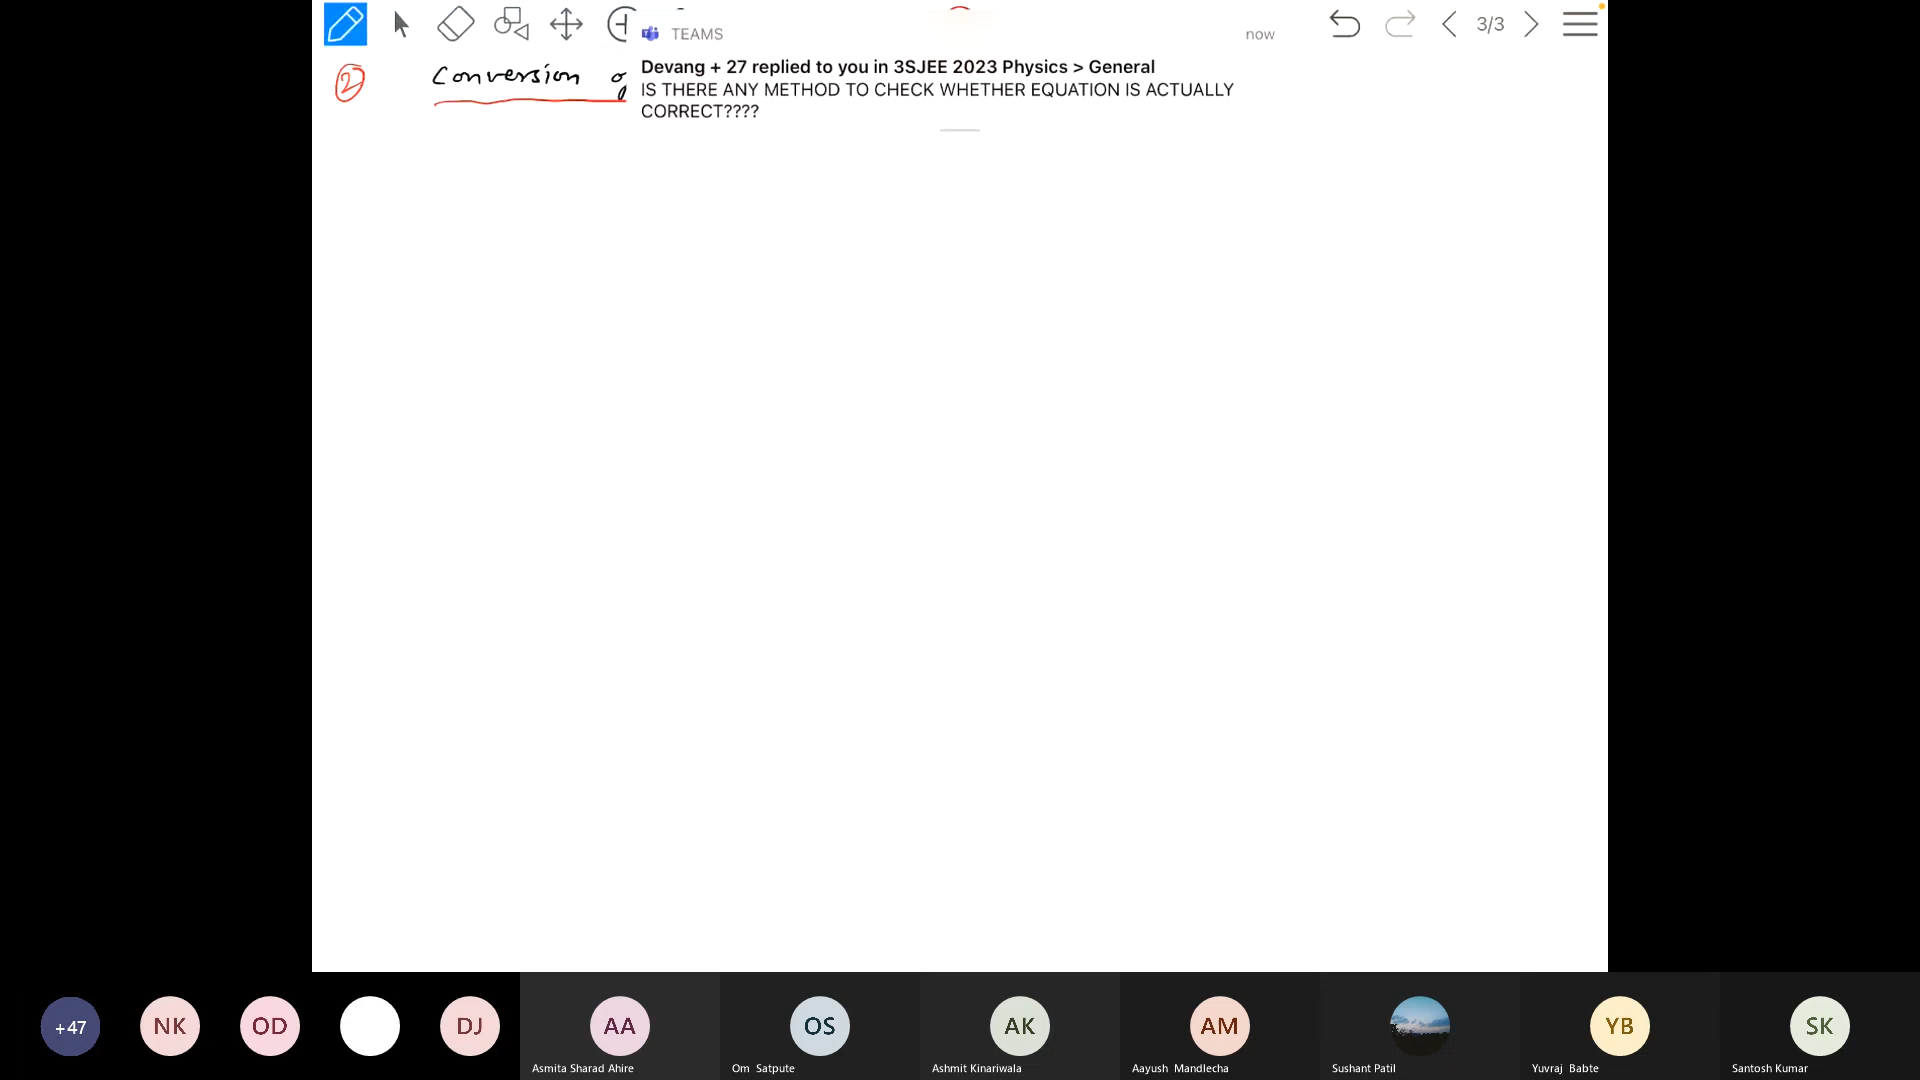 3/3
TEAMS
now
② Conversion of
Devang + 27 replied to you in 3SJEE 2023 Physics > General
IS THERE ANY METHOD TO CHECK WHETHER EQUATION IS ACTUALLY
CORRECT????
+47
NK
OD
DJ
AA
OS
AK
AM
YB
SK
Asmita Sharad Ahire
Om Satpute
Ashmit Kinariwala
Aayush Mandlecha
Sushant Patil
Yuvraj Babte
Santosh Kumar